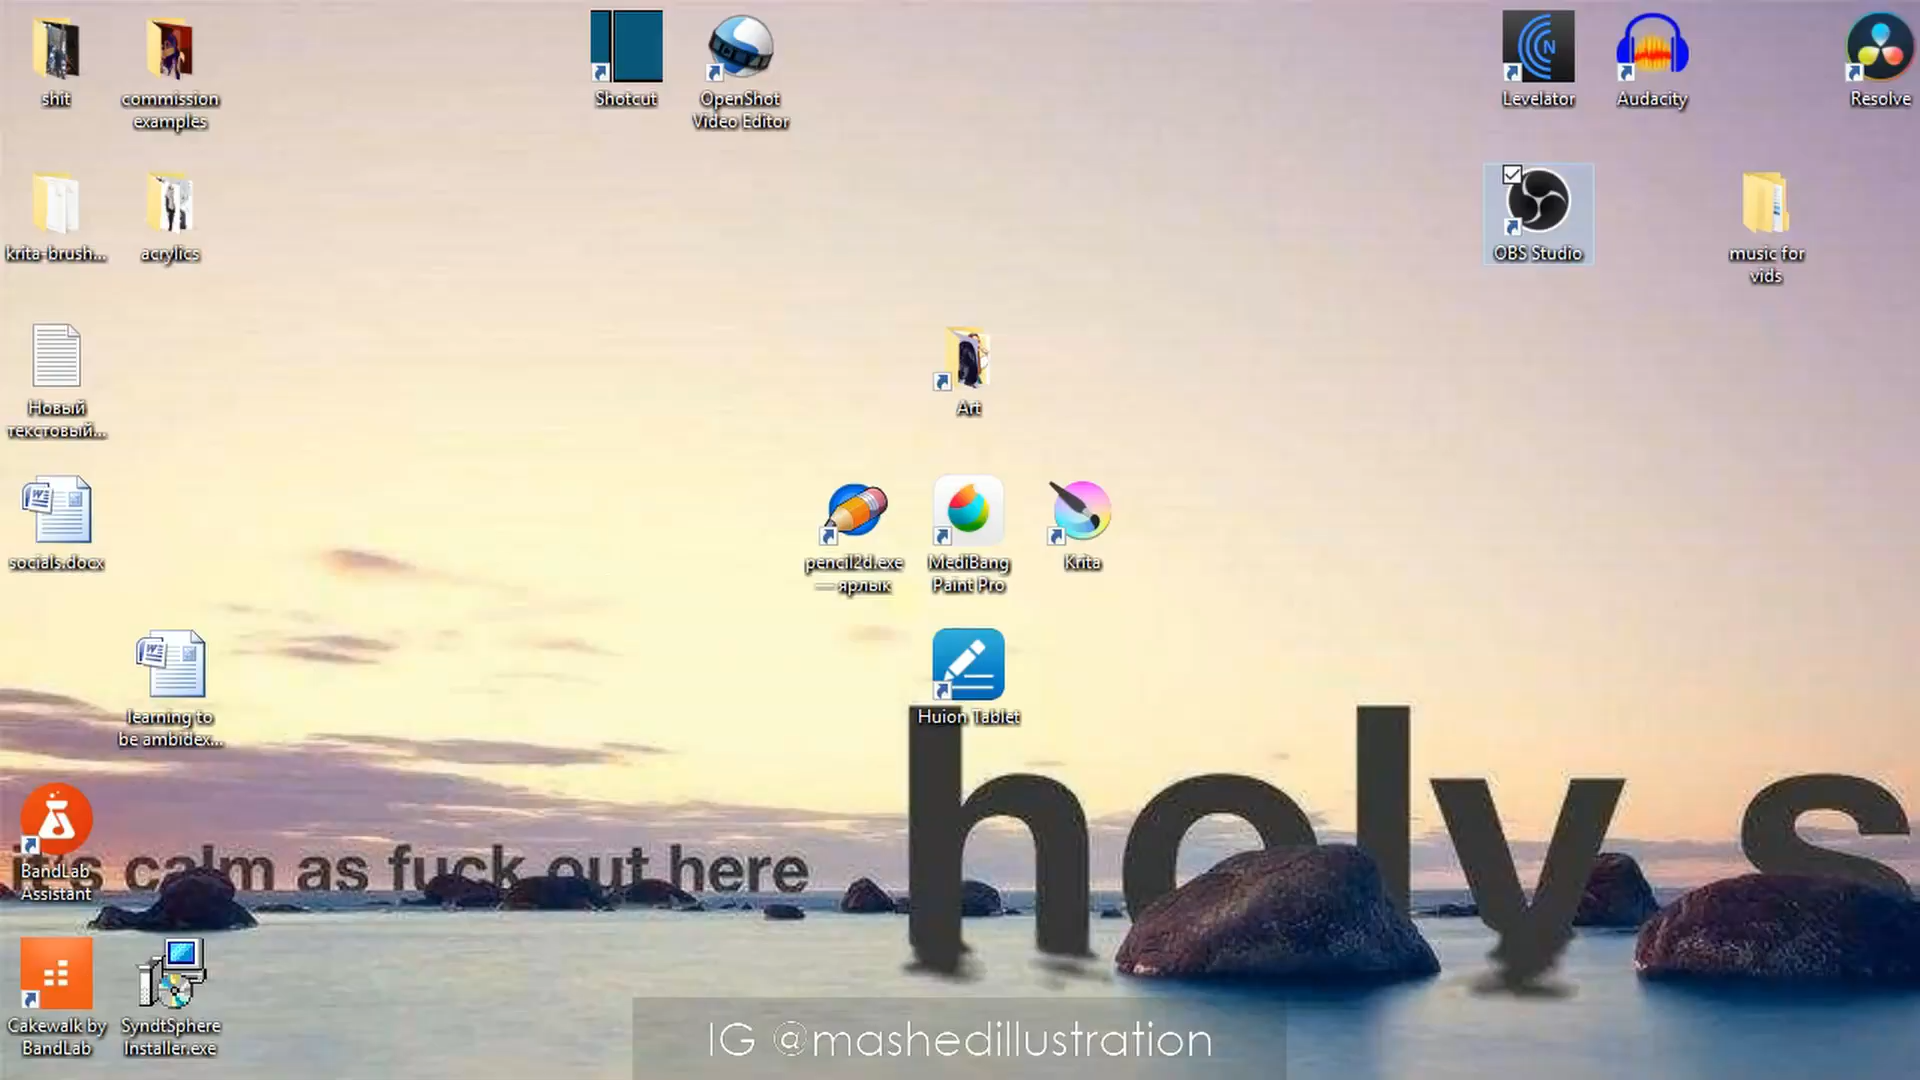 shit
commission
examples
Shotcut
OpenShot
Video Editor
Levelator
Audacity
Resolve
krita-brush...
acrylics
OBS Studio
music for
vids
Новый
текстовый...
Art
socials.docx
pencil2d.exe
— ярлык
MediBang
Paint Pro
Krita
learning to
be ambidex...
Huion Tablet
holy s
BandLab
Assistant
it's calm as fuck out here
Cakewalk by
BandLab
SyndtSphere
Installer.exe
IG @mashedillustration